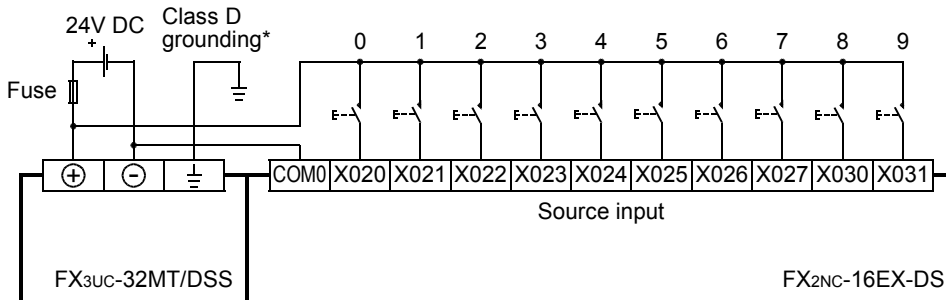 24V DC
+
Class D
grounding*
Fuse
0 1 2 3 4 5 6 7 8 9
+ - COM0 X020 X021 X022 X023 X024 X025 X026 X027 X030 X031
Source input
FX3UC-32MT/DSS
FX2NC-16EX-DS